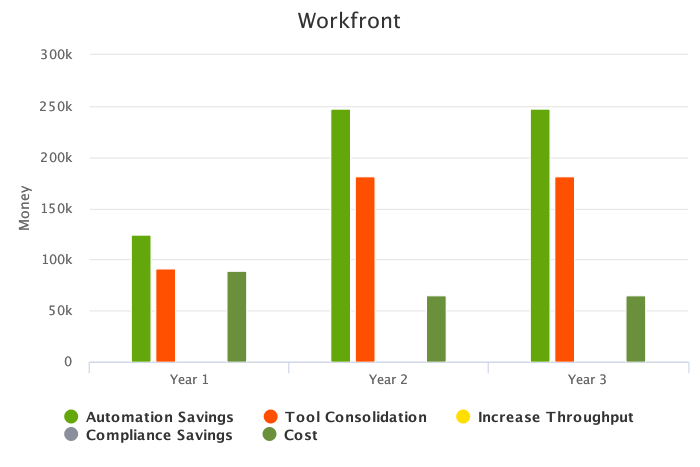 Workfront
300k
250k
200k
150k
100k
50k
0
Money
Year 1
Year 2
Year 3
Automation Savings
Tool Consolidation
Increase Throughput
Compliance Savings
Cost